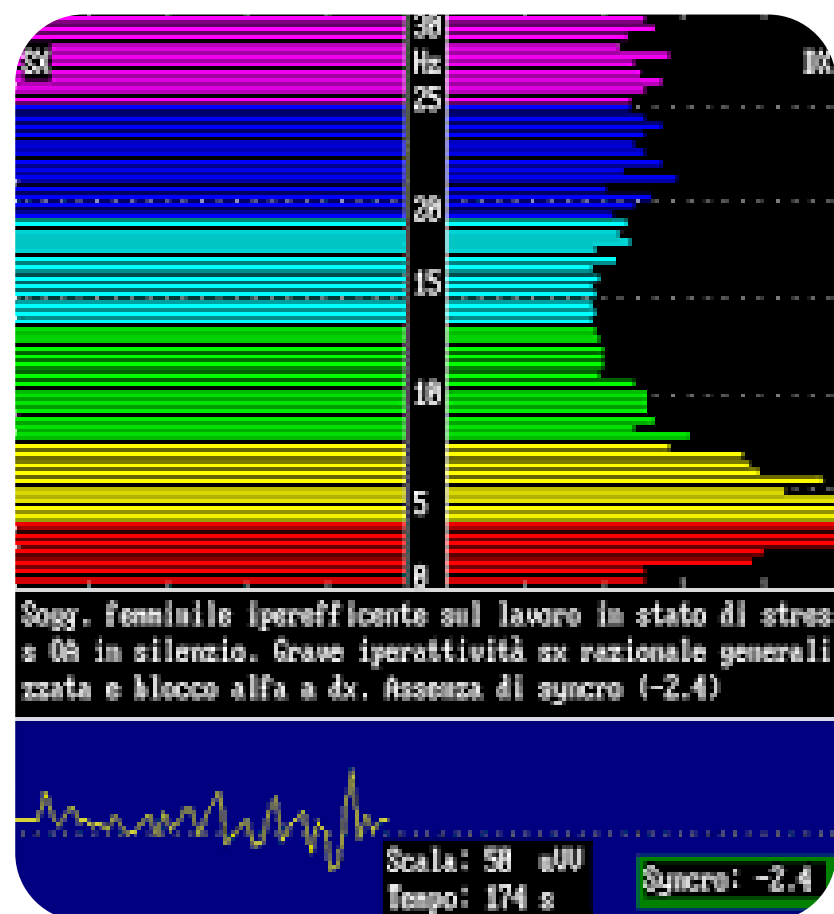 30
SX Hz DX
25
20
15
10
5
0
Sogg. femminile iperefficente sul lavoro in stato di stres
s OA in silenzio. Grave iperattività sx razionale generali
zzata e blocco alfa a dx. Assenza di syncro (-2.4)
Scala: 50 mVV
Tempo: 174 s
Syncro: -2.4